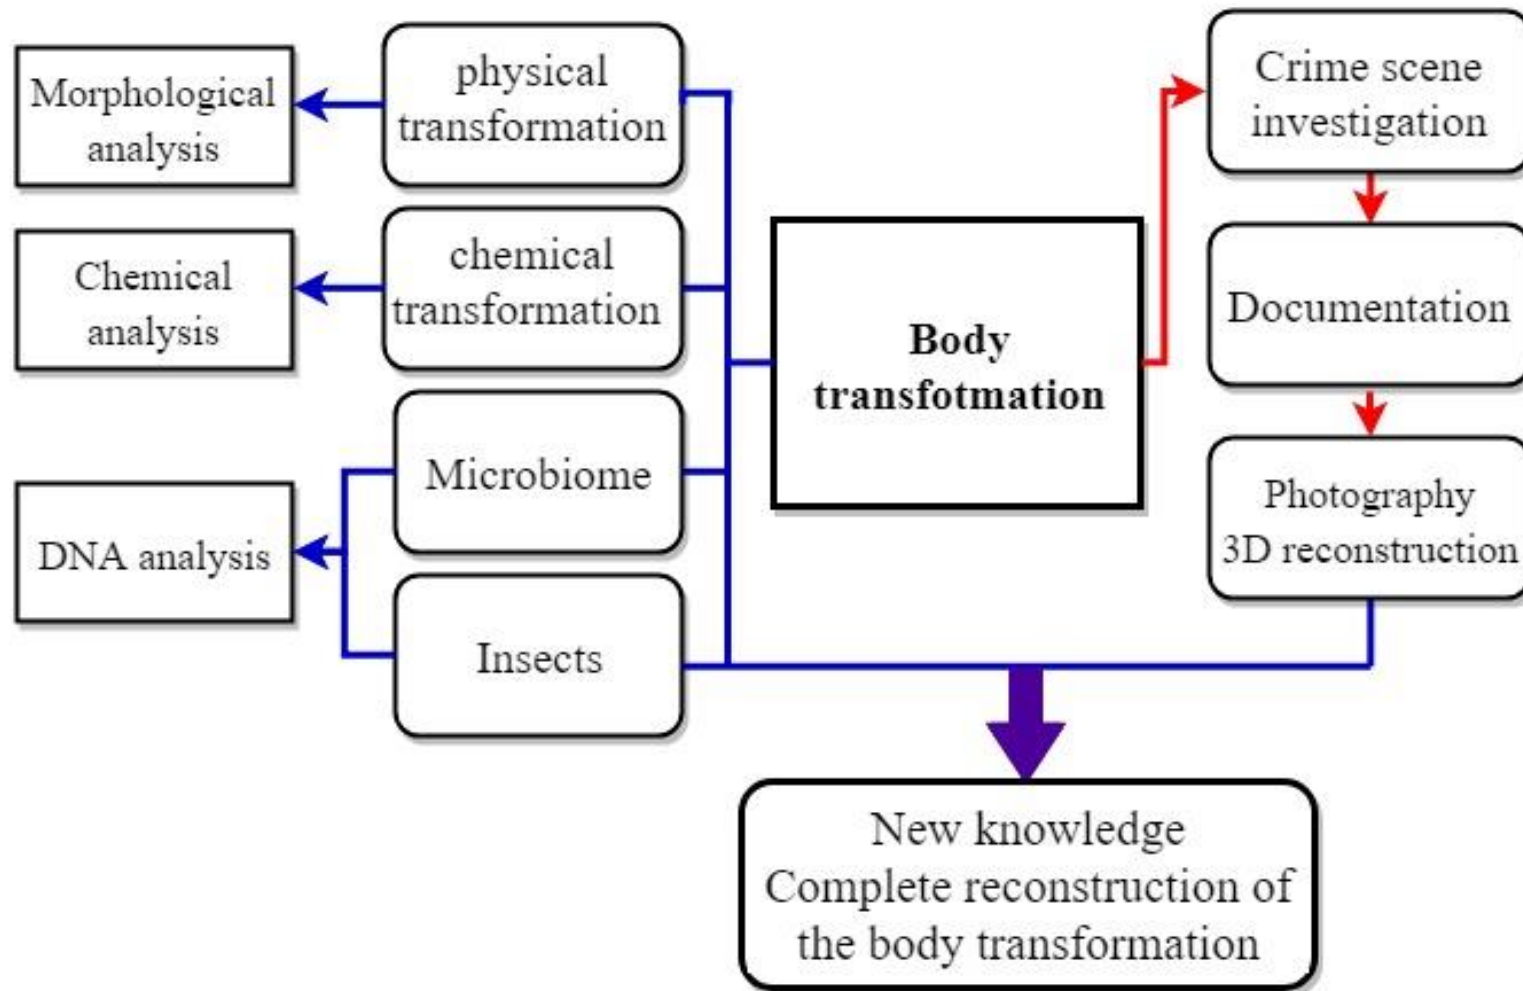 Morphological
analysis
physical
transformation
Chemical
analysis
chemical
transformation
DNA analysis
Microbiome
Insects
Body
transfotmation
Crime scene
investigation
Documentation
Photography
3D reconstruction
New knowledge
Complete reconstruction of
the body transformation